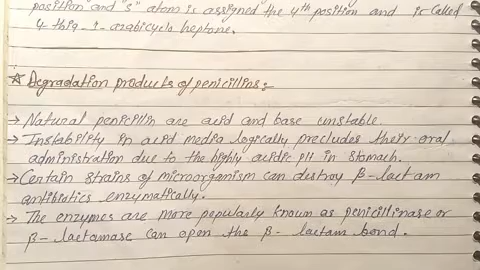 position and "s" atom is assigned the 4th position and is called
4-thia-1-azabicyclo heptone.
☆ Degradation products of penicillins:
→ Natural penicillin are acid and base unstable.
→ Instability in acid media logically precludes their oral
administration due to the highly acidic pH in stomach.
→ Certain strains of microorganism can destroy β-lactam
antibiotics enzymatically.
→ The enzymes are more popularly known as penicillinase or
β-lactamase can open the β-lactam bond.